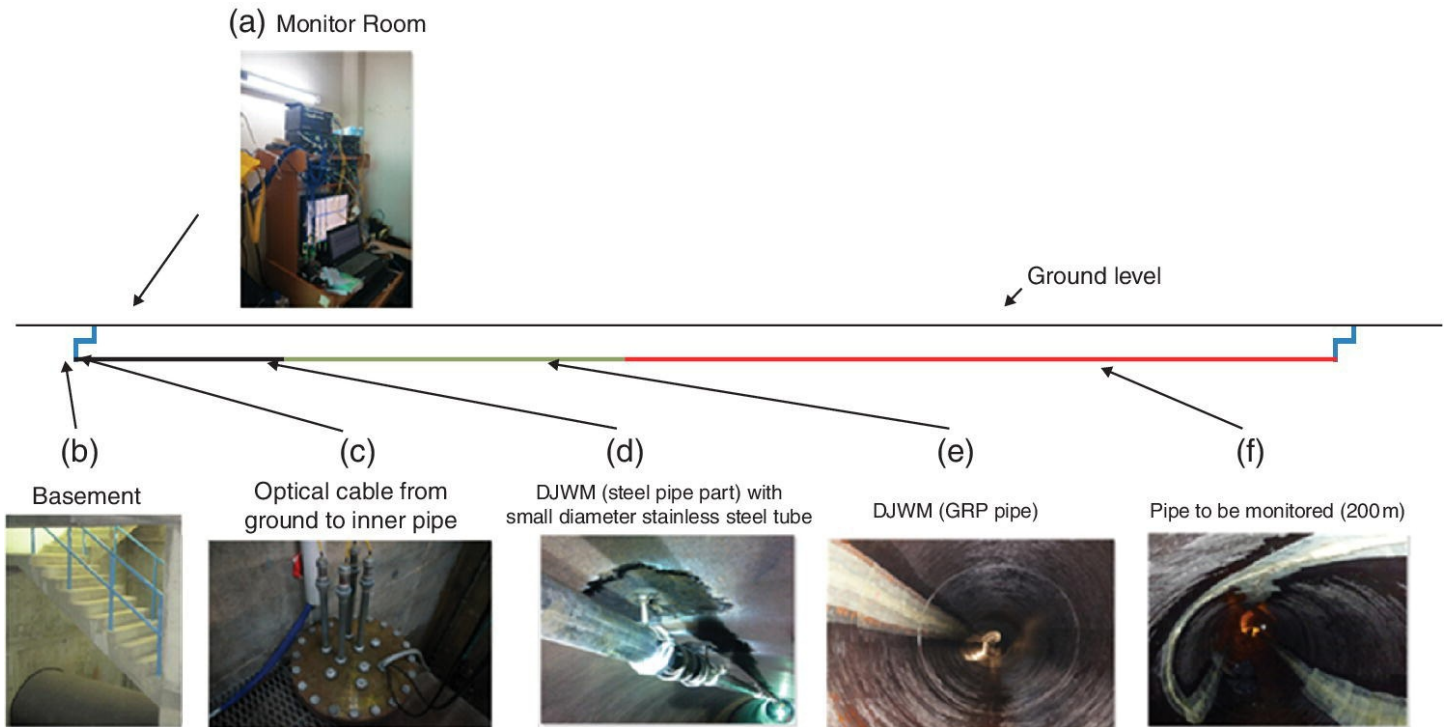 (a) Monitor Room
Ground level
(b)
(c)
(d)
(e)
(f)
Basement
Optical cable from
ground to inner pipe
DJWM (steel pipe part) with
small diameter stainless steel tube
DJWM (GRP pipe)
Pipe to be monitored (200 m)